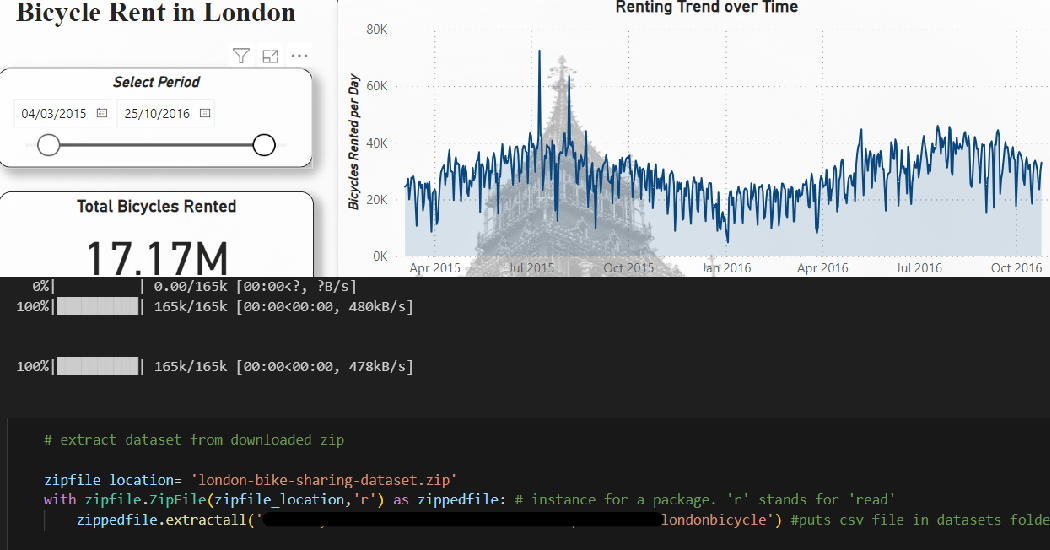 Bicycle Rent in London
Select Period
04/03/2015 25/10/2016
Total Bicycles Rented
17.17M
Renting Trend over Time
Bicycles Rented per Day
80K
60K
40K
20K
0K
Apr 2015 Jul 2015 Oct 2015 Jan 2016 Apr 2016 Jul 2016 Oct 2016
0%| | 0.00/165k [00:00<?, ?B/s]
100%|██████████| 165k/165k [00:00<00:00, 480kB/s]
100%|██████████| 165k/165k [00:00<00:00, 478kB/s]
# extract dataset from downloaded zip
zipfile_location= 'london-bike-sharing-dataset.zip'
with zipfile.ZipFile(zipfile_location,'r') as zippedfile: # instance for a package. 'r' stands for 'read'
zippedfile.extractall(' londonbicycle') #puts csv file in datasets folde